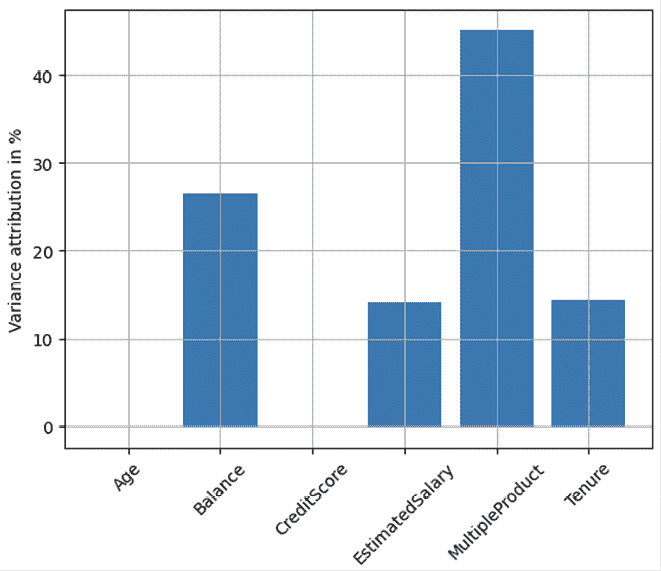 Variance attribution in %
40
30
20
10
0
Age
Balance
CreditScore
EstimatedSalary
MultipleProduct
Tenure